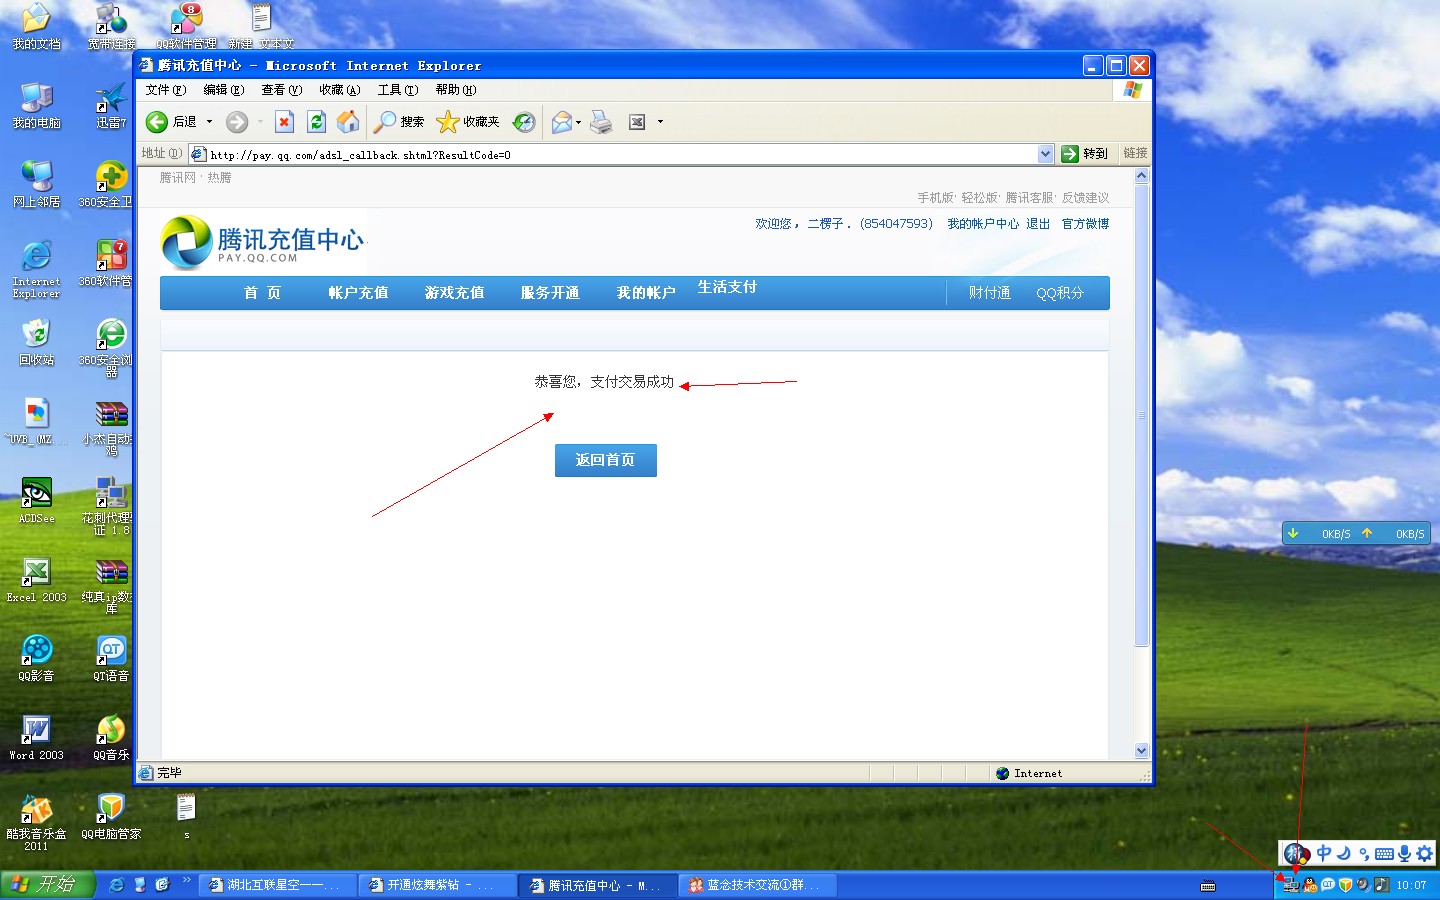 我的文档
宽带连接
QQ软件管理
新建 文本文
8
腾讯充值中心 - Microsoft Internet Explorer
文件(F) 编辑(E) 查看(V) 收藏(A) 工具(T) 帮助(H)
后退 搜索 收藏夹
地址(D) http://pay.qq.com/adsl_callback.shtml?ResultCode=0 转到 链接
腾讯网· 热腾
手机版· 轻松版· 腾讯客服· 反馈建议
欢迎您，二楞子．(854047593) 我的帐户中心 退出 官方微博
腾讯充值中心
PAY.QQ.COM
首 页 帐户充值 游戏充值 服务开通 我的帐户 生活支付 财付通 QQ积分
恭喜您，支付交易成功
返回首页
完毕 Internet
我的电脑
迅雷7
网上邻居
360安全卫
Internet
Explorer
7
360软件管
回收站
360安全浏
器
~UVB_(MZ...
小杰自动
鸡
ACDSee
花刺代理
证 1.8
Excel 2003
纯真ip数
库
QQ影音
QT
QT语音
Word 2003
QQ音乐
酷我音乐盒
2011
QQ电脑管家
s
0KB/S 0KB/S
中
开始
湖北互联星空一一...
开通炫舞紫钻 - ...
腾讯充值中心 - M...
蓝念技术交流①群...
10:07